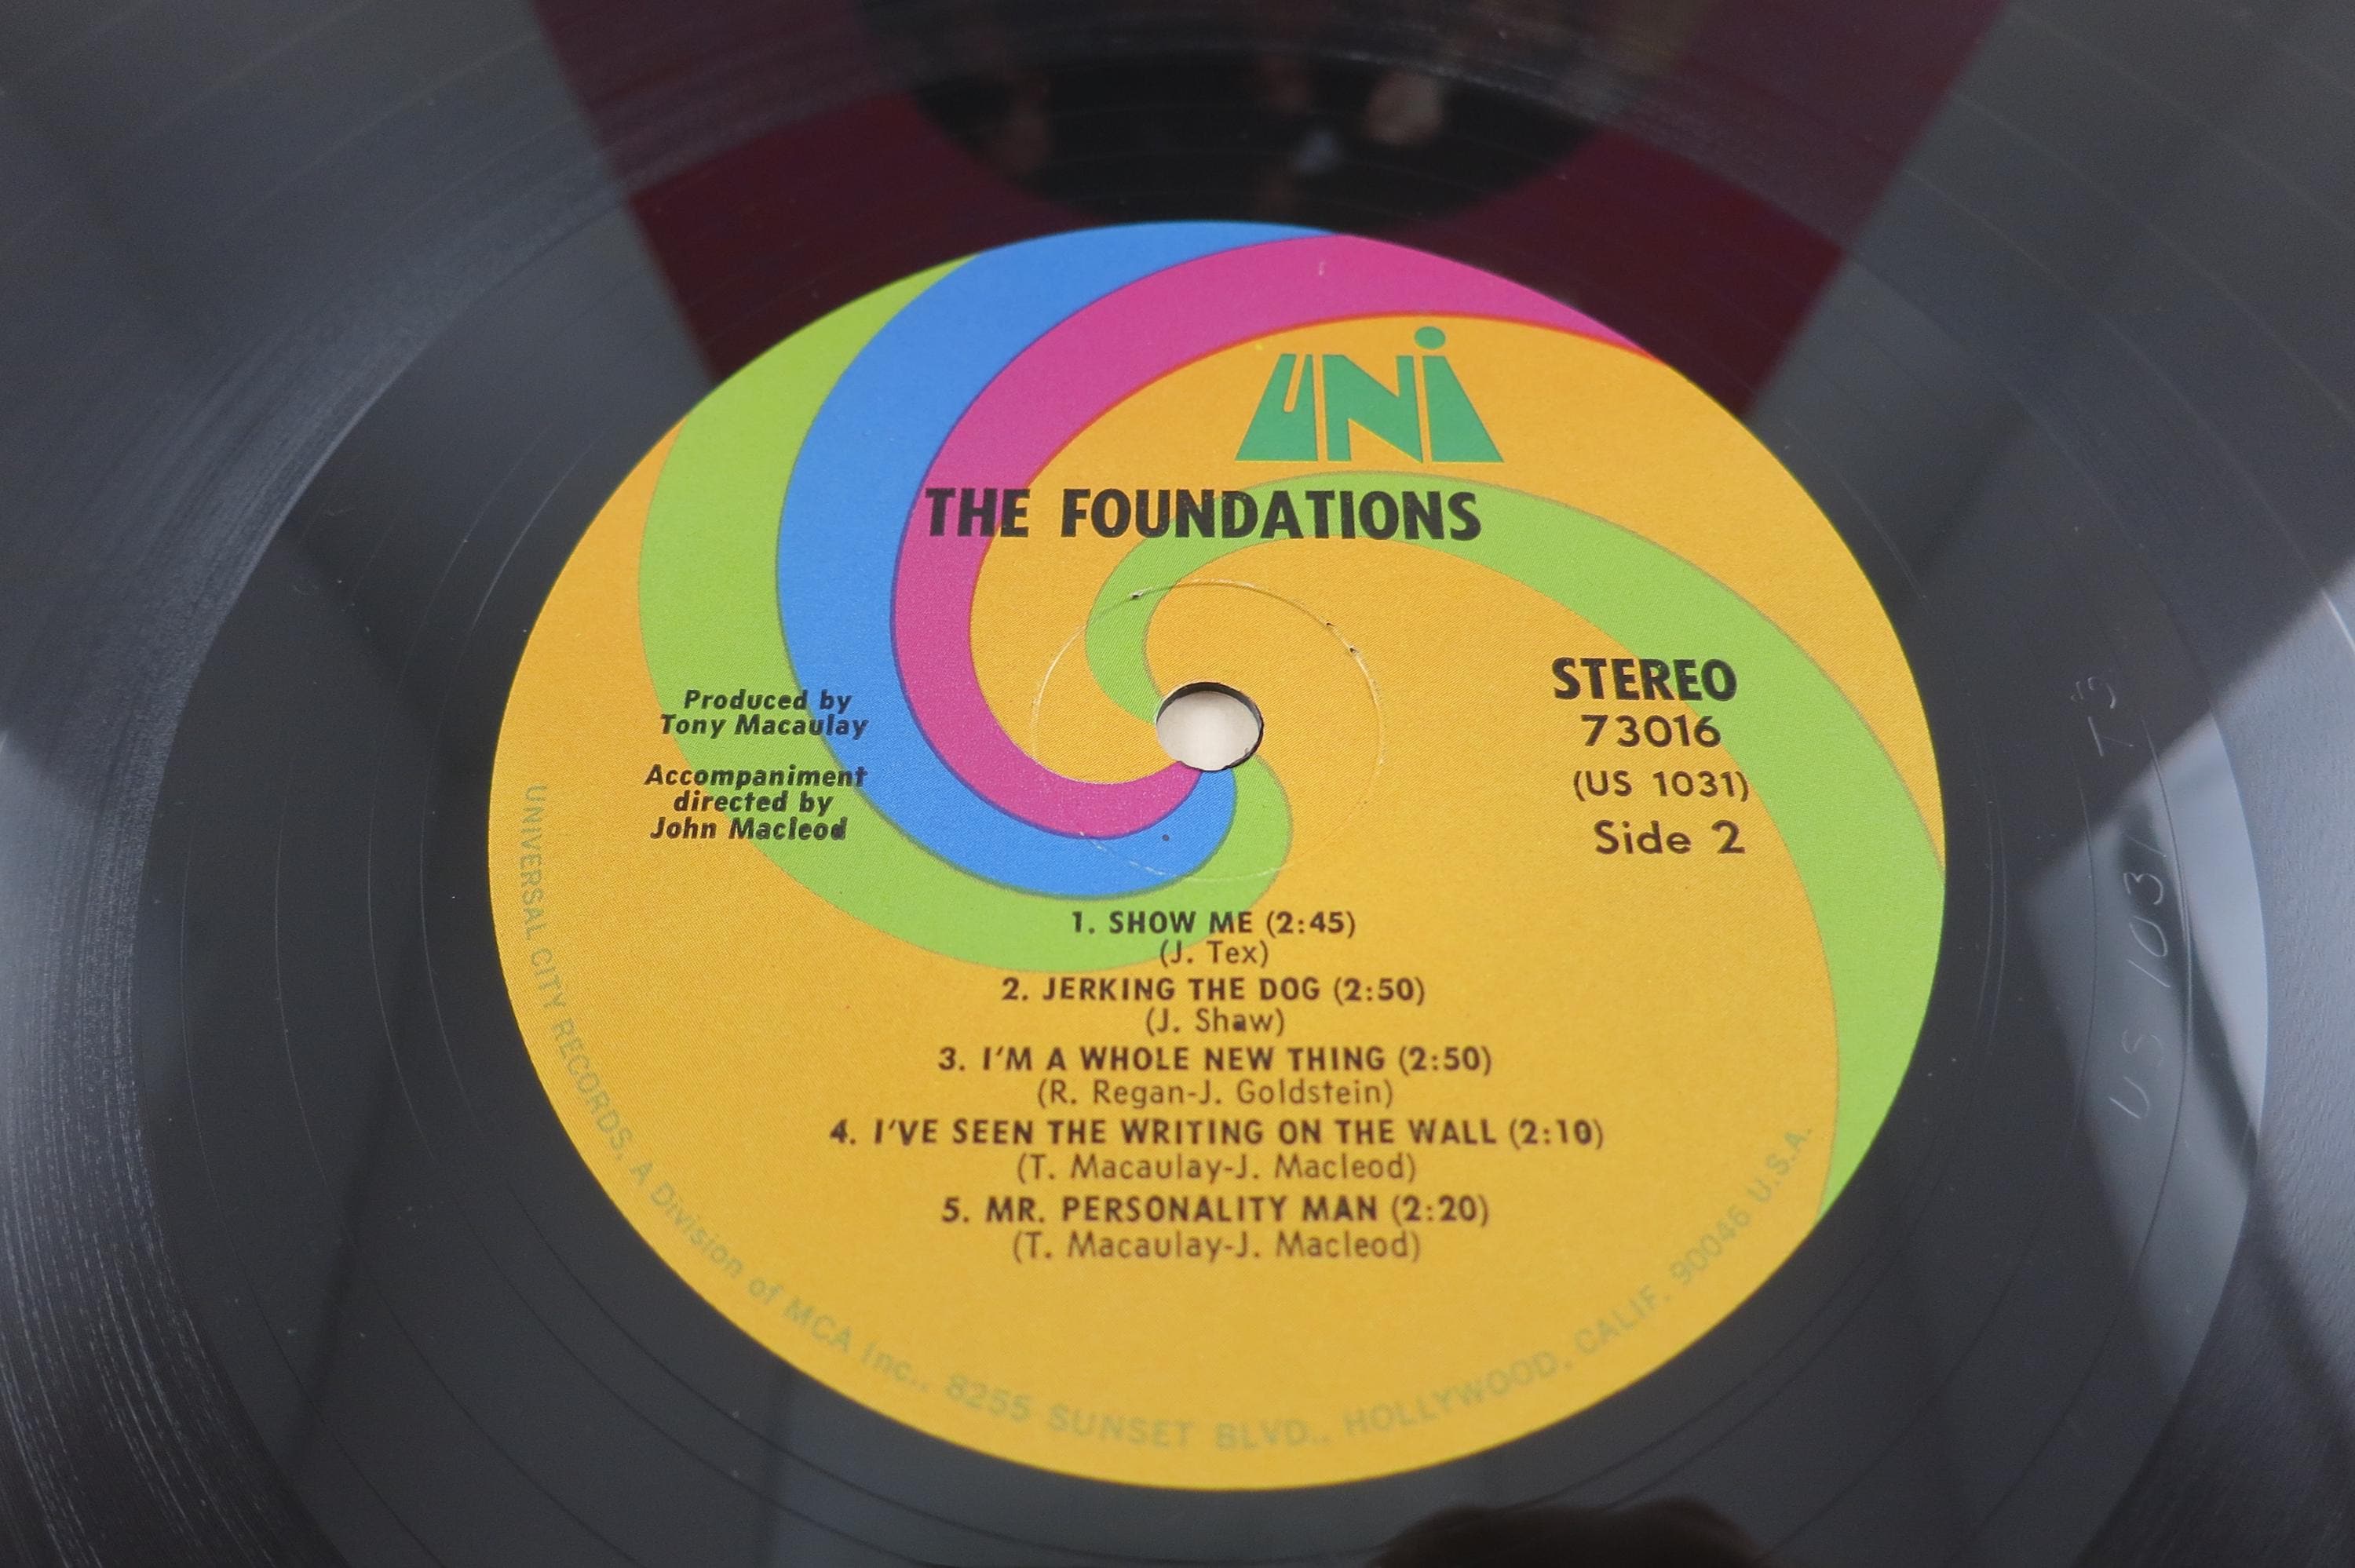 UNI
THE FOUNDATIONS
Produced by
Tony Macaulay
Accompaniment
directed by
John Macleod
STEREO
73016
(US 1031)
Side 2
1. SHOW ME (2:45)
(J. Tex)
2. JERKING THE DOG (2:50)
(J. Shaw)
3. I'M A WHOLE NEW THING (2:50)
(R. Regan-J. Goldstein)
4. I'VE SEEN THE WRITING ON THE WALL (2:10)
(T. Macaulay-J. Macleod)
5. MR. PERSONALITY MAN (2:20)
(T. Macaulay-J. Macleod)
UNIVERSAL CITY RECORDS, A Division of MCA Inc., 8255 SUNSET BLVD., HOLLYWOOD, CALIF. 90046 U.S.A.
US 1031